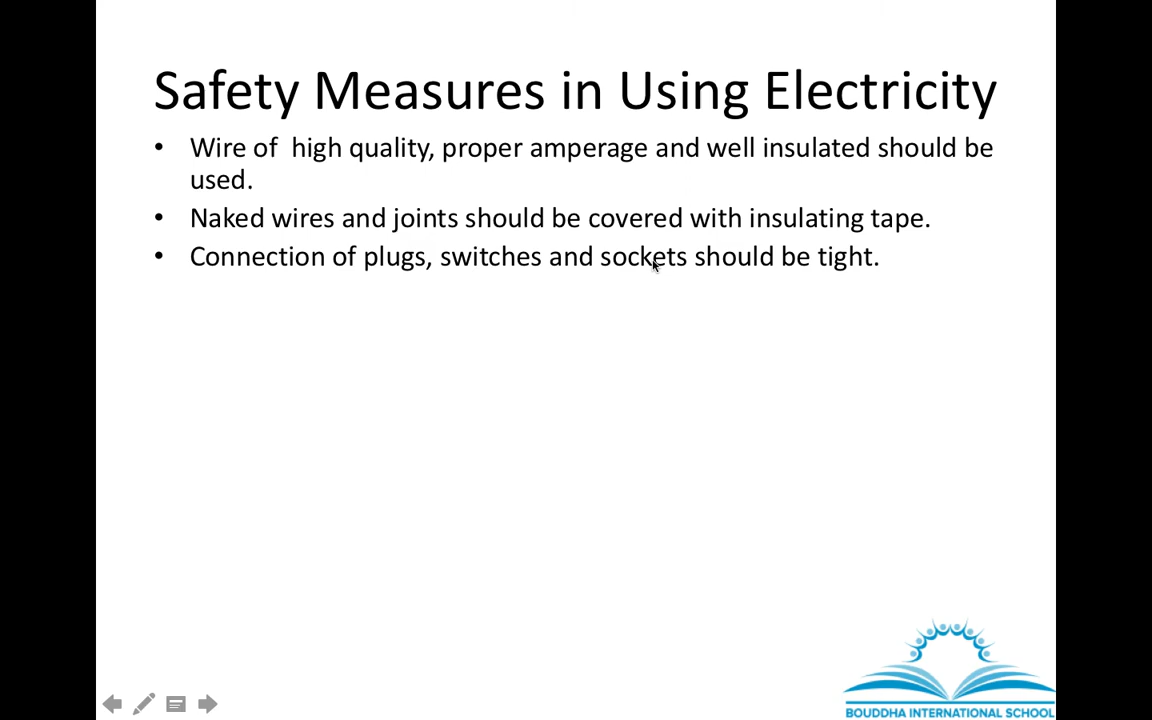 Safety Measures in Using Electricity
• Wire of  high quality, proper amperage and well insulated should be
used.
• Naked wires and joints should be covered with insulating tape.
• Connection of plugs, switches and sockets should be tight.
BOUDDHA INTERNATIONAL SCHOOL